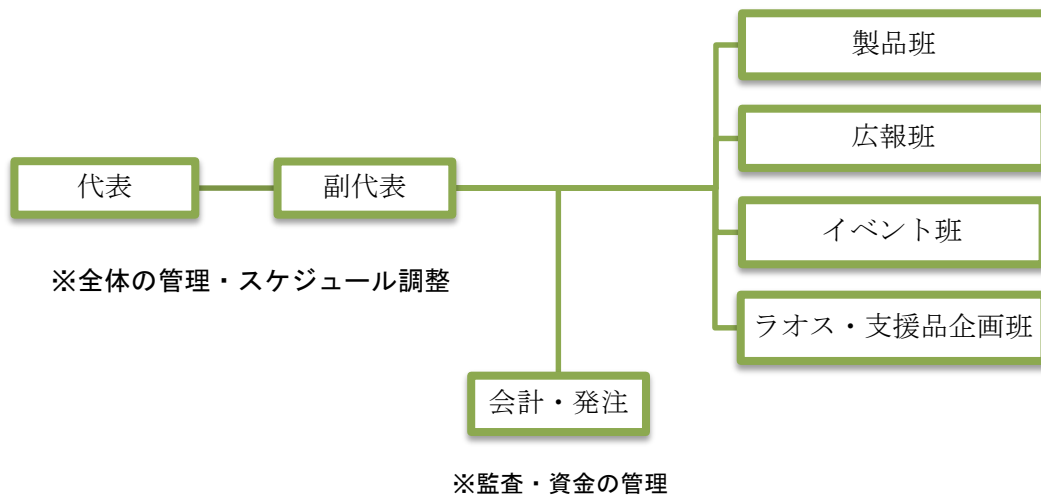 製品班
広報班
代表
副代表
イベント班
※全体の管理・スケジュール調整
ラオス・支援品企画班
会計・発注
※監査・資金の管理